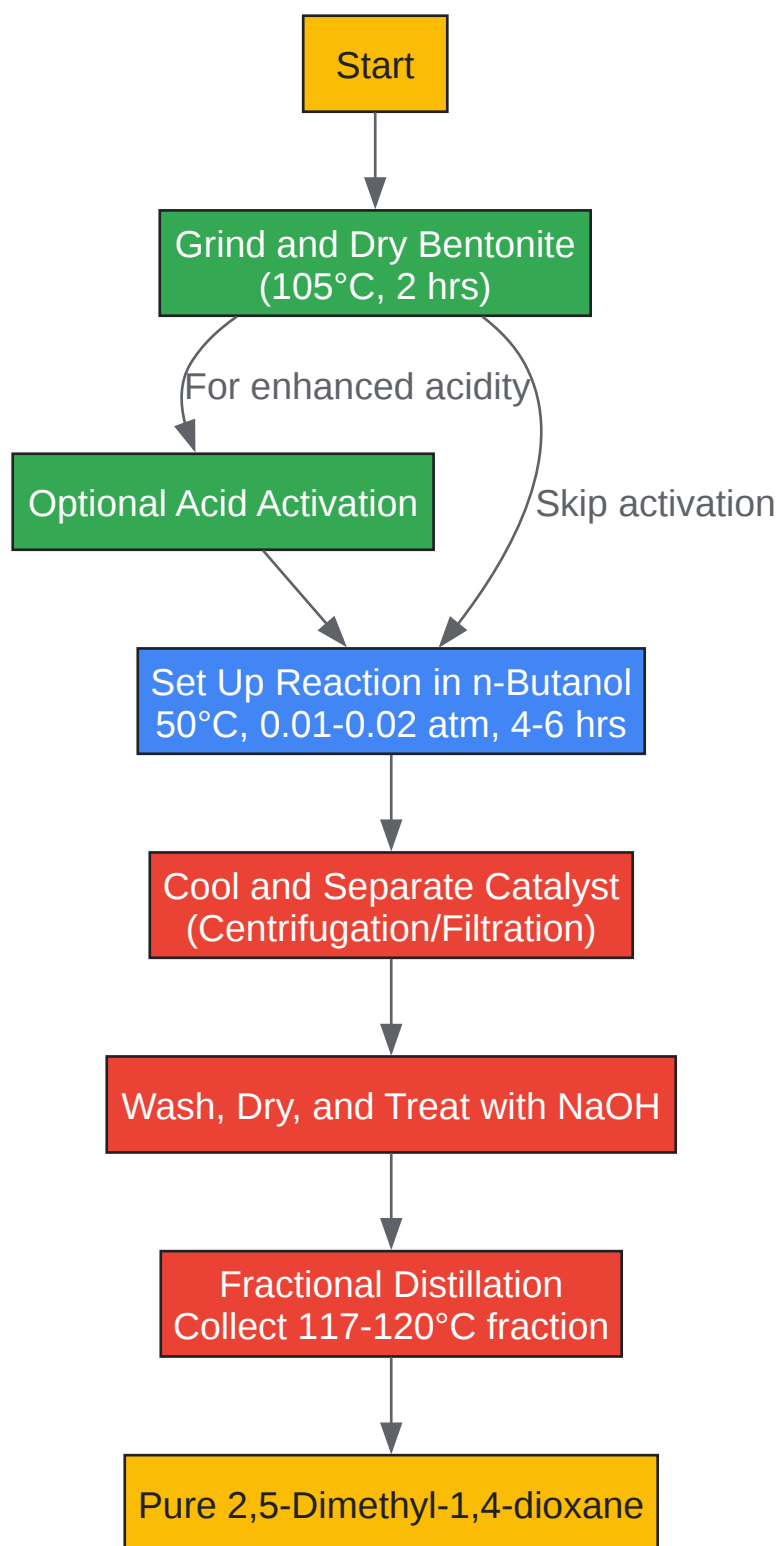 Start
Grind and Dry Bentonite
(105°C, 2 hrs)
For enhanced acidity
Optional Acid Activation
Skip activation
Set Up Reaction in n-Butanol
50°C, 0.01-0.02 atm, 4-6 hrs
Cool and Separate Catalyst
(Centrifugation/Filtration)
Wash, Dry, and Treat with NaOH
Fractional Distillation
Collect 117-120°C fraction
Pure 2,5-Dimethyl-1,4-dioxane